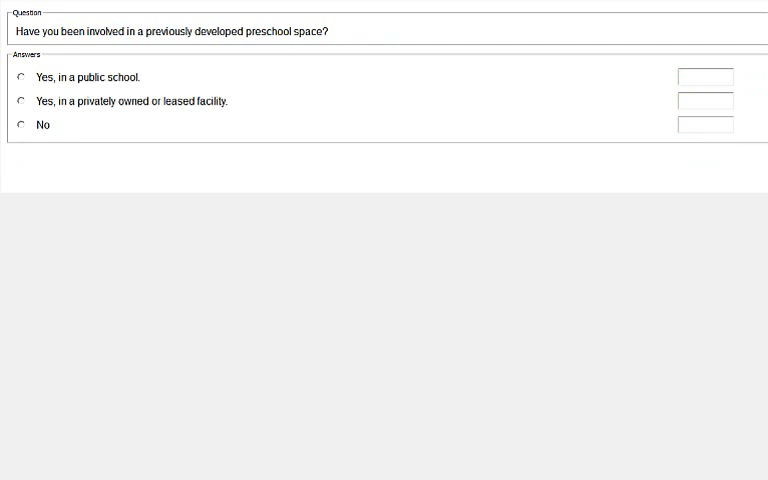 Question
Have you been involved in a previously developed preschool space?
Answers
Yes, in a public school.
Yes, in a privately owned or leased facility.
No